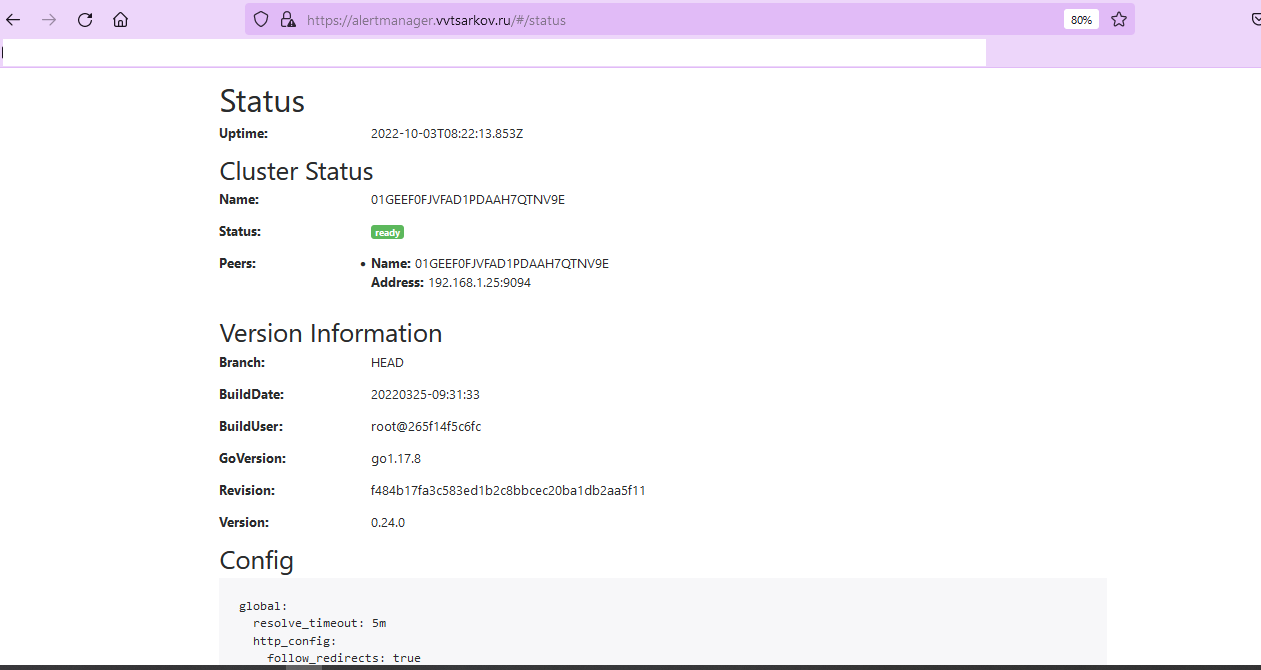 https://alertmanager.vvtsarkov.ru/#/status 80%
Status
Uptime: 2022-10-03T08:22:13.853Z
Cluster Status
Name: 01GEEF0FJVFAD1PDAAH7QTNV9E
Status: ready
Peers: • Name: 01GEEF0FJVFAD1PDAAH7QTNV9E
Address: 192.168.1.25:9094
Version Information
Branch: HEAD
BuildDate: 20220325-09:31:33
BuildUser: root@265f14f5c6fc
GoVersion: go1.17.8
Revision: f484b17fa3c583ed1b2c8bbcec20ba1db2aa5f11
Version: 0.24.0
Config
global:
  resolve_timeout: 5m
  http_config:
    follow_redirects: true